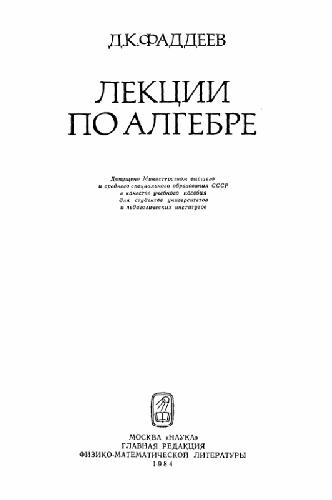 Д.К.ФАДДЕЕВ
ЛЕКЦИИ
ПО АЛГЕБРЕ
Допущено Министерством высшего
и среднего специального образования СССР
в качестве учебного пособия
для студентов университетов
и педагогических институтов
МОСКВА «НАУКА»
ГЛАВНАЯ РЕДАКЦИЯ
ФИЗИКО-МАТЕМАТИЧЕСКОЙ ЛИТЕРАТУРЫ
1984